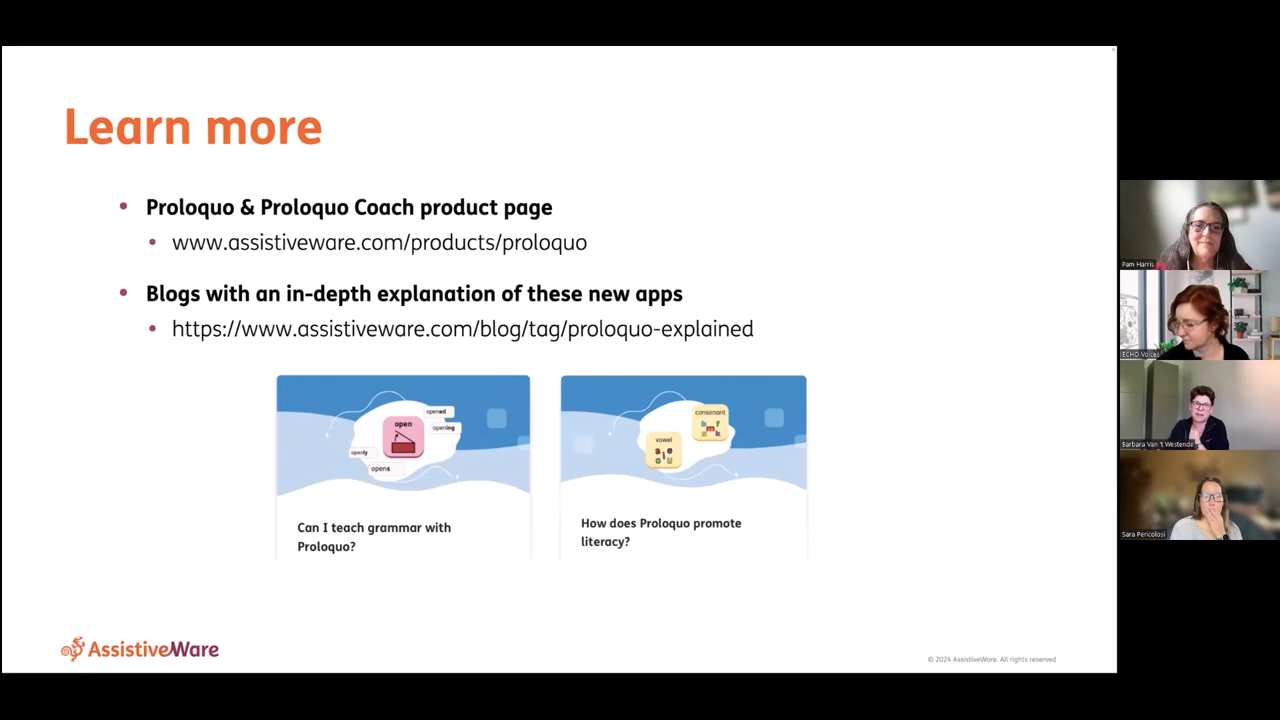 Learn more
Proloquo & Proloquo Coach product page
www.assistiveware.com/products/proloquo
Blogs with an in-depth explanation of these new apps
https://www.assistiveware.com/blog/tag/proloquo-explained
open
opened
opening
openly
opens
Can I teach grammar with
Proloquo?
consonant
b f
m
d k
vowel
a e
i
o u
How does Proloquo promote
literacy?
AssistiveWare
© 2024 AssistiveWare. All rights reserved
Pam Harris
ECHO Voices
Barbara Van 't Westende
Sara Pericolosi